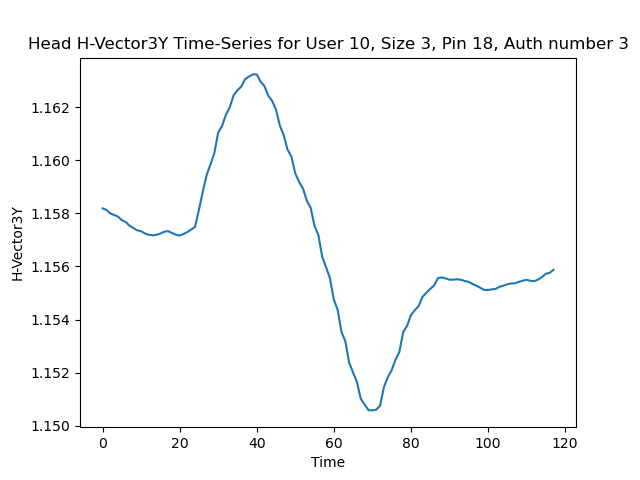 Head H-Vector3Y Time-Series for User 10, Size 3, Pin 18, Auth number 3
1.162
1.160
1.158
1.156
1.154
1.152
1.150
H-Vector3Y
0 20 40 60 80 100 120
Time